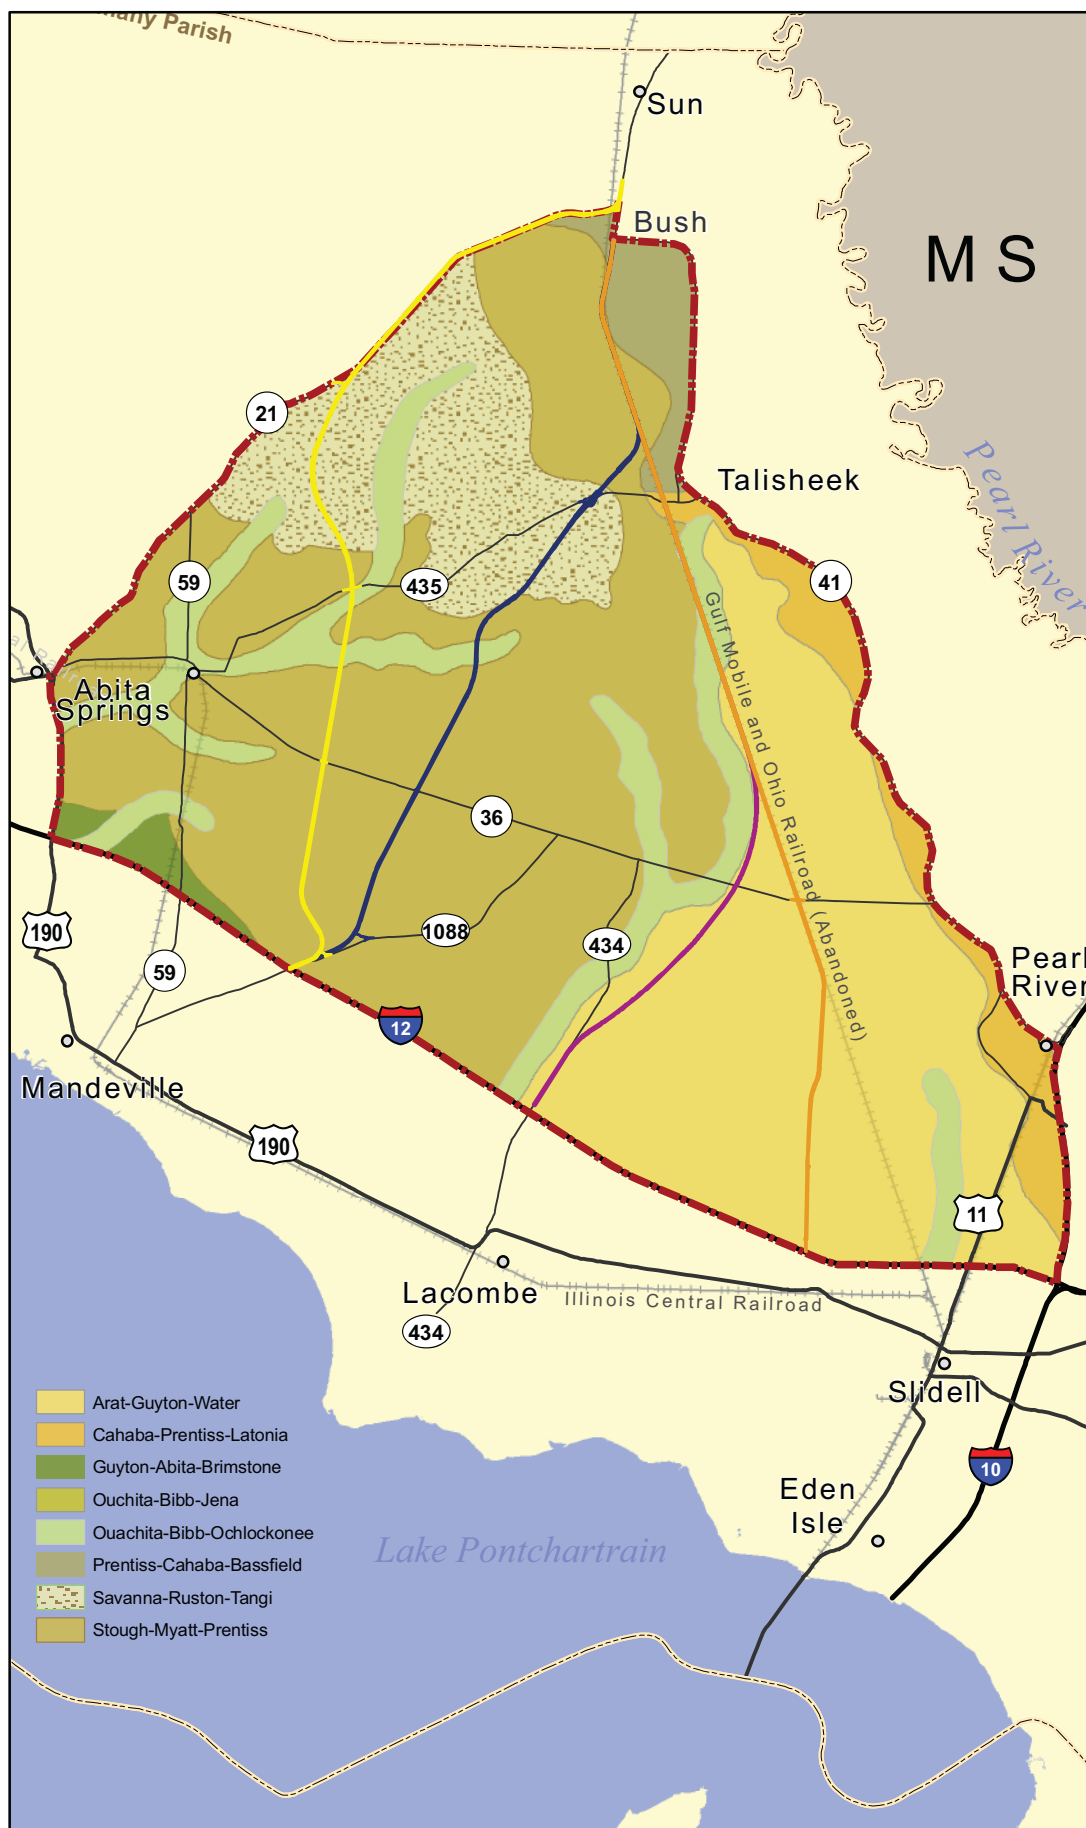 Parish
Sun
Bush
M S
21
Talisheek
Pearl River
59
435
41
Gulf Mobile and Ohio Railroad (Abandoned)
Abita
Springs
36
190
1088
434
59
Pearl
River
12
Mandeville
190
11
Lacombe
Illinois Central Railroad
434
Slidell
Arat-Guyton-Water
Cahaba-Prentiss-Latonia
Guyton-Abita-Brimstone
Ouchita-Bibb-Jena
Ouachita-Bibb-Ochlockonee
Prentiss-Cahaba-Bassfield
Savanna-Ruston-Tangi
Stough-Myatt-Prentiss
10
Eden
Isle
Lake Pontchartrain